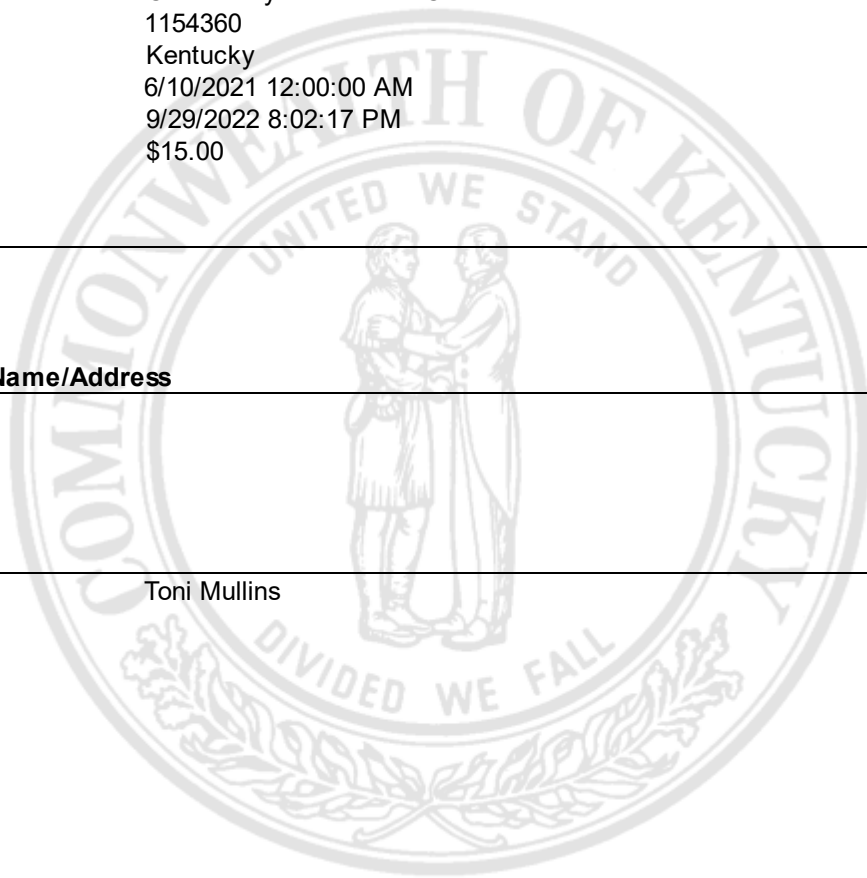 1154360
Kentucky
6/10/2021 12:00:00 AM
9/29/2022 8:02:17 PM
$15.00
COMMONWEALTH OF KENTUCKY
UNITED WE STAND
Name/Address
Toni Mullins
DIVIDED WE FALL